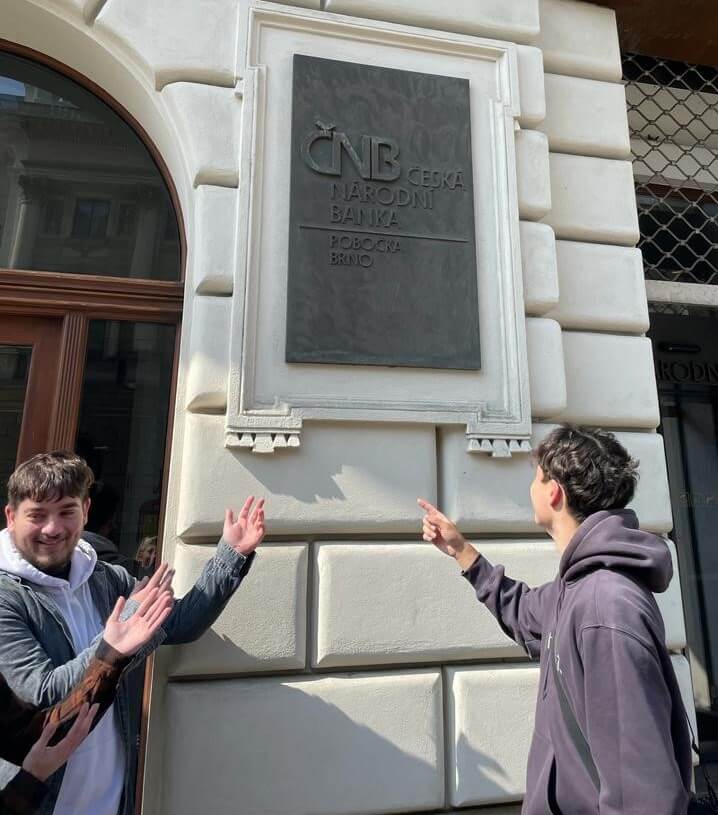 ČNB ČESKÁ
NÁRODNÍ
BANKA
POBOČKA
BRNO